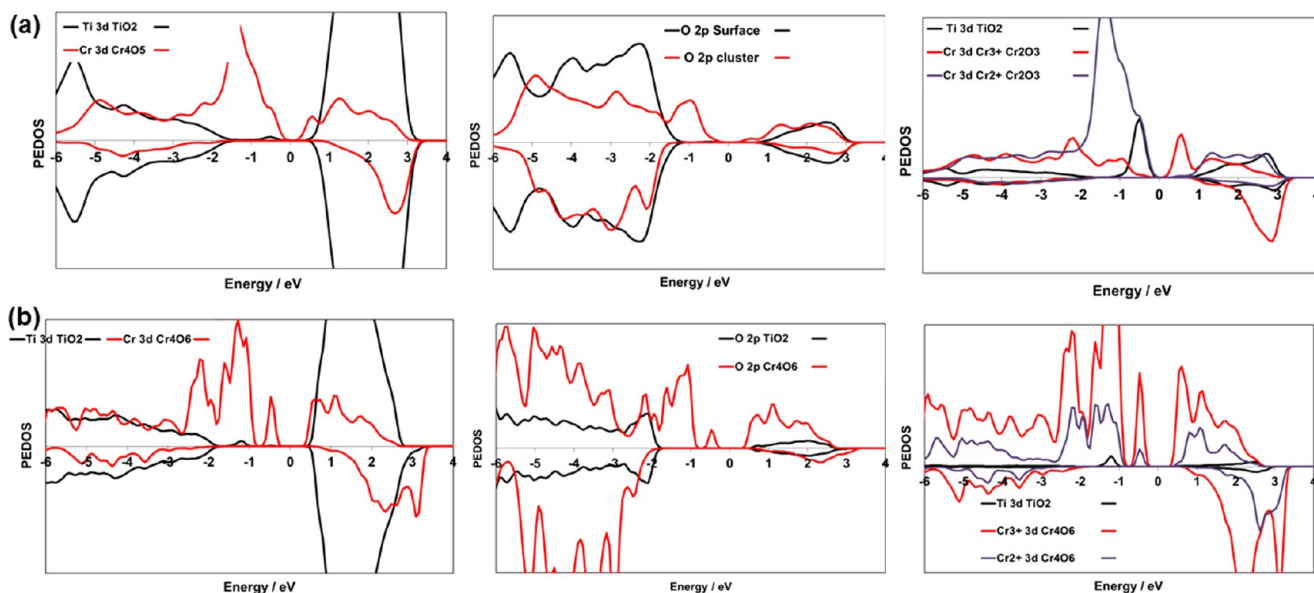 (a)
Ti 3d TiO2
Cr 3d Cr4O5
PEDOS
-6 -5 -4 -3 -2 -1 0 1 2 3 4
Energy / eV
O 2p Surface
O 2p cluster
PEDOS
-6 -5 -4 -3 -2 -1 0 1 2 3 4
Energy / eV
Ti 3d TiO2
Cr 3d Cr3+ Cr2O3
Cr 3d Cr2+ Cr2O3
PEDOS
-6 -5 -4 -3 -2 -1 0 1 2 3
Energy / eV
(b)
Ti 3d TiO2 Cr 3d Cr4O6
PEDOS
-6 -5 -4 -3 -2 -1 0 1 2 3 4
Energy / eV
O 2p TiO2
O 2p Cr4O6
PEDOS
-6 -5 -4 -3 -2 -1 0 1 2 3 4
Energy / eV
PEDOS
-6 -5 -4 -3 -2 -1 0 1 2 3 4
Ti 3d TiO2
Cr3+ 3d Cr4O6
Cr2+ 3d Cr4O6
Energy / eV